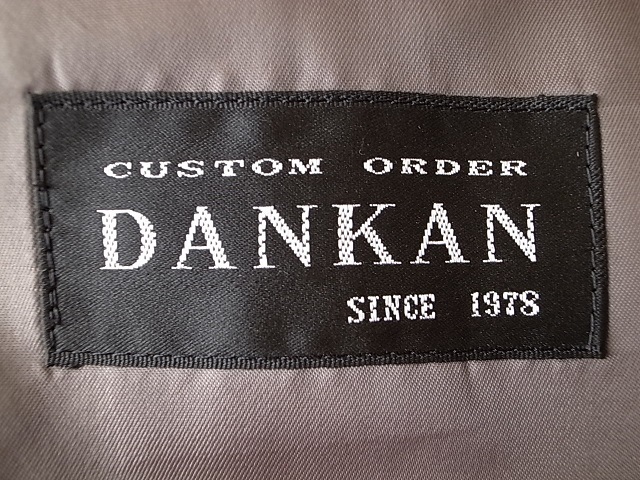 CUSTOM ORDER
DANKAN
SINCE 1978